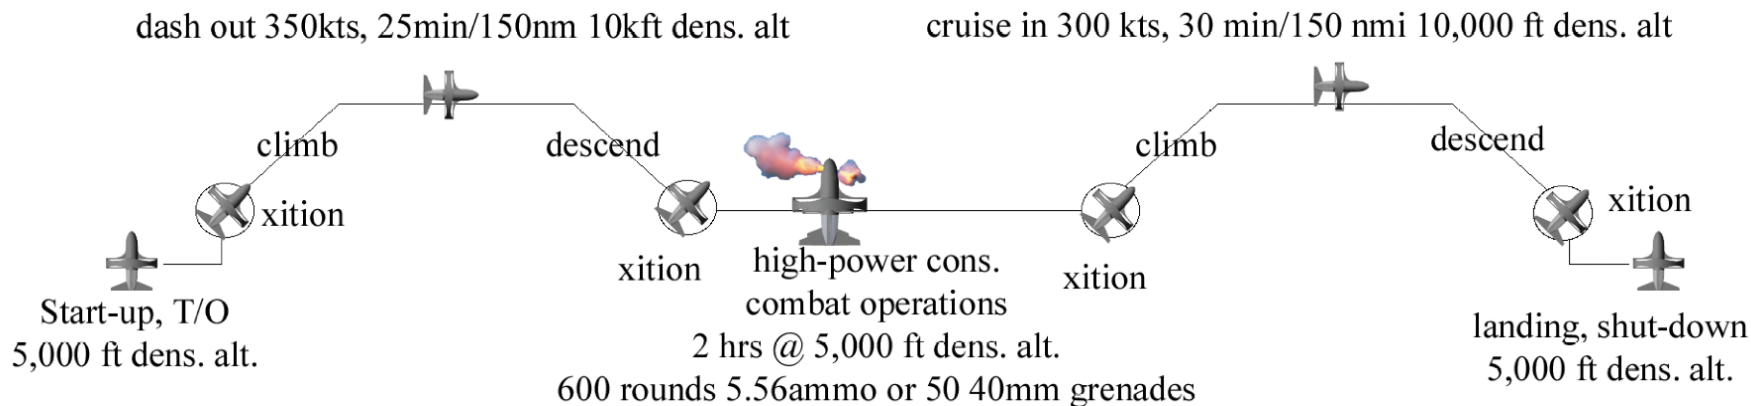 dash out 350kts, 25min/150nm 10kft dens. alt
cruise in 300 kts, 30 min/150 nmi 10,000 ft dens. alt
climb
descend
climb
descend
xition
xition
xition
xition
Start-up, T/O
5,000 ft dens. alt.
high-power cons.
combat operations
2 hrs @ 5,000 ft dens. alt.
600 rounds 5.56ammo or 50 40mm grenades
landing, shut-down
5,000 ft dens. alt.